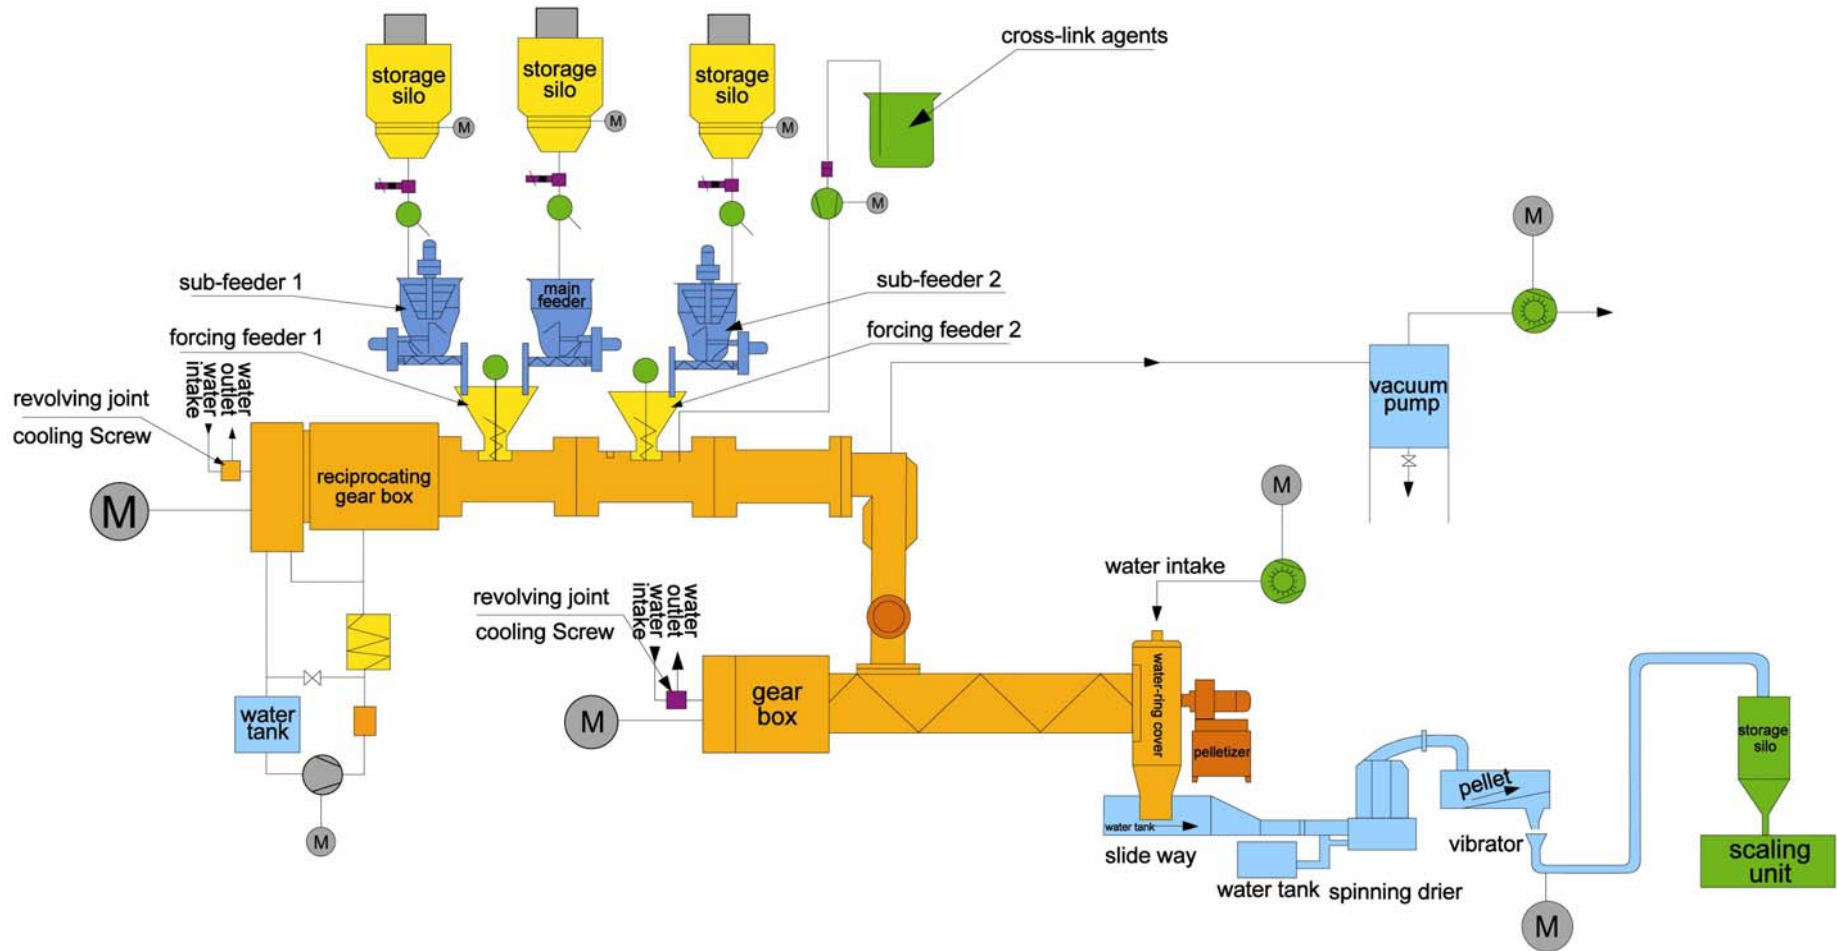 cross-link agents
storage
silo
storage
silo
storage
silo
M
M
M
M
M
sub-feeder 1
main
feeder
sub-feeder 2
forcing feeder 1
forcing feeder 2
water
outlet
water
intake
revolving joint
cooling Screw
vacuum
pump
reciprocating
gear box
M
M
water intake
water
outlet
water
intake
revolving joint
cooling Screw
water-ring cover
gear
box
M
water
tank
pelletizer
storage
silo
pellet
water tank
slide way
vibrator
scaling
unit
M
water tank
spinning drier
M